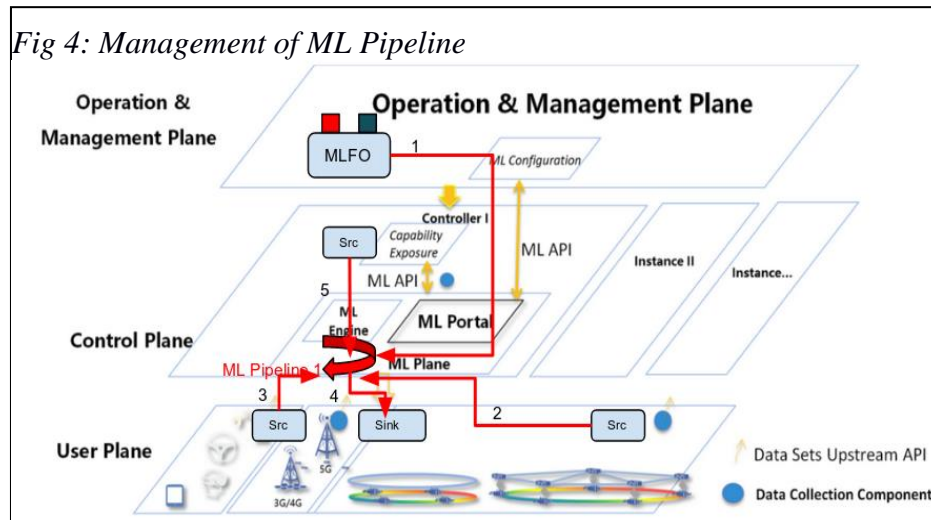 Fig 4: Management of ML Pipeline
Operation &
Management Plane
Operation & Management Plane
MLFO
1
ML Configuration
Controller I
Src
Capability
Exposure
ML API
ML API
Instance II
Instance...
5
ML
Engine
ML Portal
Control Plane
ML Plane
ML Pipeline 1
3
4
2
Src
Sink
Src
User Plane
5G
3G/4G
Data Sets Upstream API
Data Collection Component